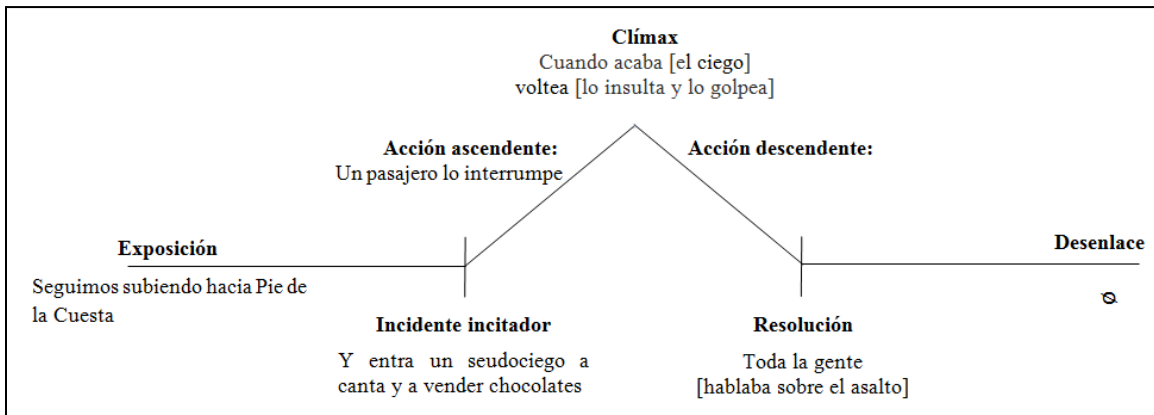 Clímax
Cuando acaba [el ciego]
voltea [lo insulta y lo golpea]
Acción ascendente:
Un pasajero lo interrumpe
Acción descendente:
Exposición
Seguimos subiendo hacia Pie de
la Cuesta
Desenlace
Ø
Incidente incitador
Y entra un seudociego a
canta y a vender chocolates
Resolución
Toda la gente
[hablaba sobre el asalto]